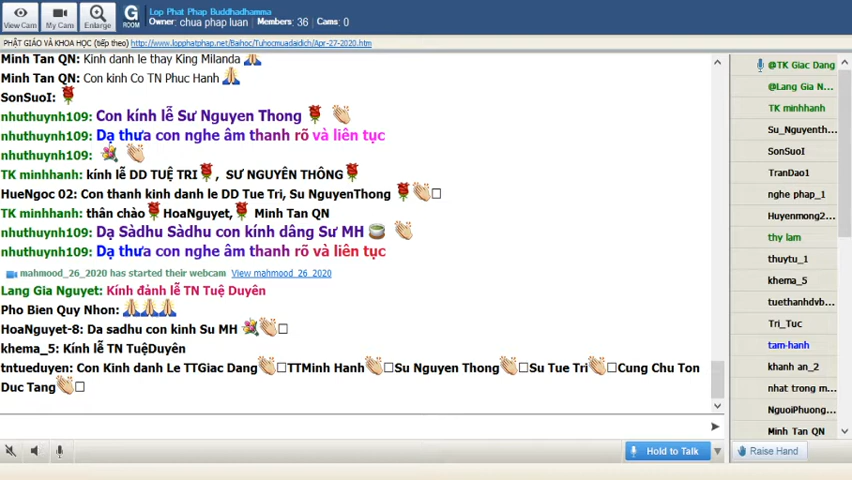 Lop Phat Phap Buddhadhamma
Owner: chua phap luan Members: 36 Cams: 0
View Cam
My Cam
Enlarge
G
ROOM
PHẬT GIÁO VÀ KHOA HỌC (tiếp theo) http://www.lopphatphap.net/Baihoc/Tuhocmuadaidich/Apr-27-2020.htm
Minh Tan QN: Kinh danh le thay King Milanda
Minh Tan QN: Con kinh Co TN Phuc Hanh
SonSuoI:
nhuthuynh109: Con kính lễ Sư Nguyen Thong
nhuthuynh109: Dạ thưa con nghe âm thanh rõ và liên tục
nhuthuynh109:
TK minhhanh: kính lễ DD TUỆ TRI, SƯ NGUYÊN THÔNG
HueNgoc 02: Con thanh kinh danh le DD Tue Tri, Su NguyenThong
TK minhhanh: thân chào HoaNguyet, Minh Tan QN
nhuthuynh109: Dạ Sàdhu Sàdhu con kính dâng Sư MH
nhuthuynh109: Dạ thưa con nghe âm thanh rõ và liên tục
mahmood_26_2020 has started their webcam View mahmood_26_2020
Lang Gia Nguyet: Kính đảnh lễ TN Tuệ Duyên
Pho Bien Quy Nhon:
HoaNguyet-8: Da sadhu con kinh Su MH
khema_5: Kính lễ TN TuệDuyên
tntueduyen: Con Kinh danh Le TTGiac Dang TTMinh Hanh Su Nguyen Thong Su Tue Tri Cung Chu Ton
Duc Tang
@TK Giac Dang
@Lang Gia N...
TK minhhanh
Su_Nguyenth...
SonSuoI
TranDao1
nghe phap_1
Huyenmong2...
thy lam
thuytu_1
khema_5
tuethanhdvb...
Tri_Tuc
tam-hanh
khanh an_2
nhat trong m...
NguoiPhuong...
Minh Tan QN
Hold to Talk
Raise Hand